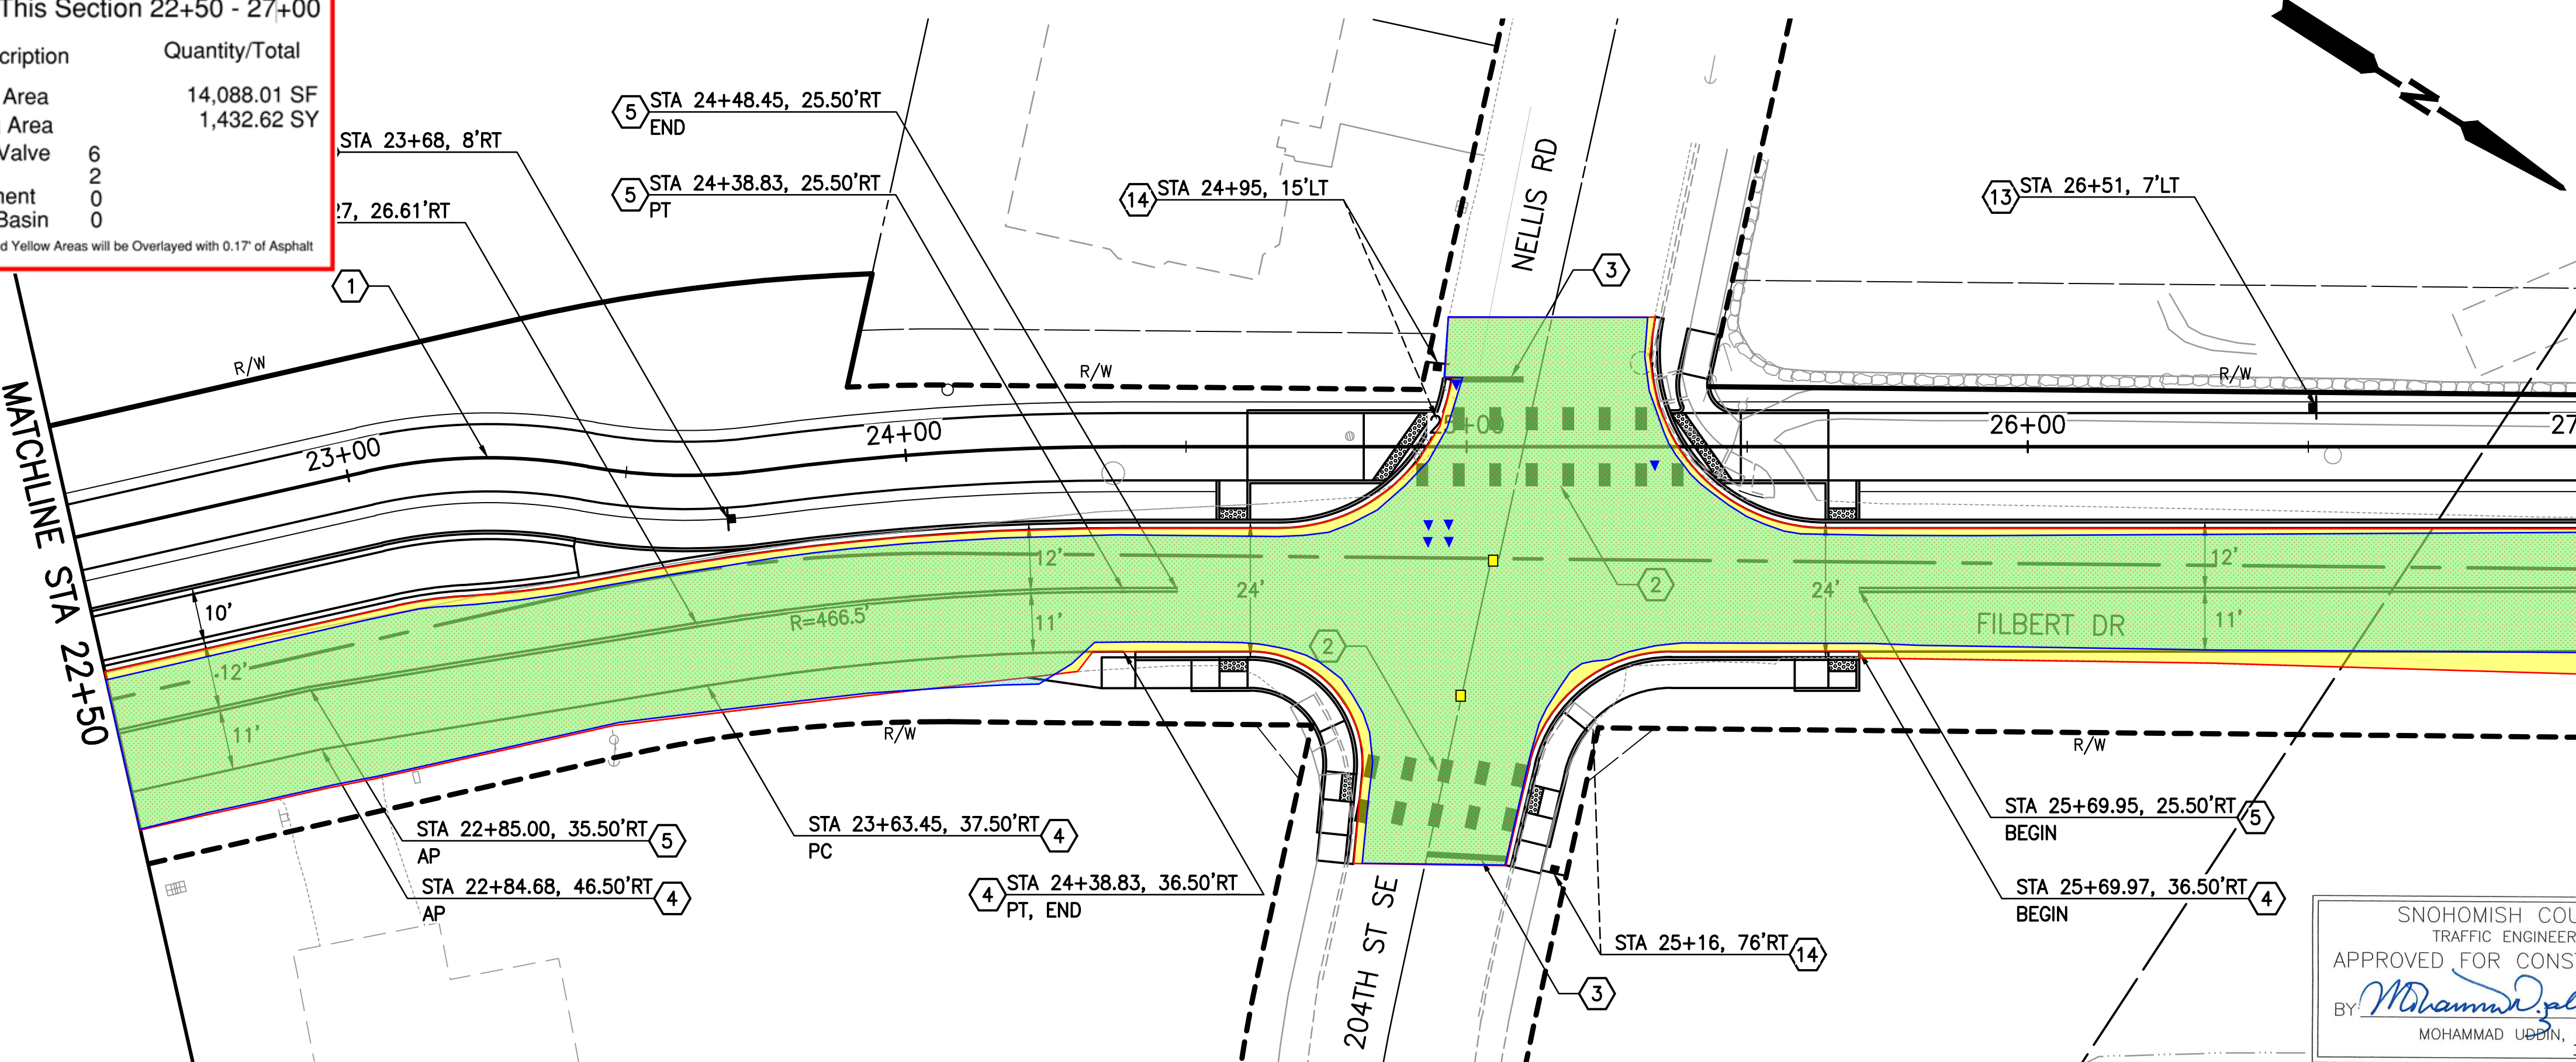 This Section 22+50 - 27+00
cription Quantity/Total
Area 14,088.01 SF
Area 1,432.62 SY
Valve 6
2
ment 0
Basin 0
d Yellow Areas will be Overlayed with 0.17' of Asphalt
STA 23+68, 8'RT
27, 26.61'RT
1
5 STA 24+48.45, 25.50'RT
END
5 STA 24+38.83, 25.50'RT
PT
14 STA 24+95, 15'LT
NELLIS RD
3
13 STA 26+51, 7'LT
N
R/W
R/W
R/W
MATCHLINE STA 22+50
23+00
24+00
25+00
26+00
27
10'
12'
11'
R=466.5'
12'
11'
24'
2
2
24'
12'
11'
FILBERT DR
R/W
R/W
STA 22+85.00, 35.50'RT 5
AP
STA 22+84.68, 46.50'RT 4
AP
STA 23+63.45, 37.50'RT 4
PC
4 STA 24+38.83, 36.50'RT
PT, END
204TH ST SE
STA 25+16, 76'RT 14
3
STA 25+69.95, 25.50'RT 5
BEGIN
STA 25+69.97, 36.50'RT 4
BEGIN
SNOHOMISH COU
TRAFFIC ENGINEER
APPROVED FOR CONST
BY:
MOHAMMAD UDDIN,